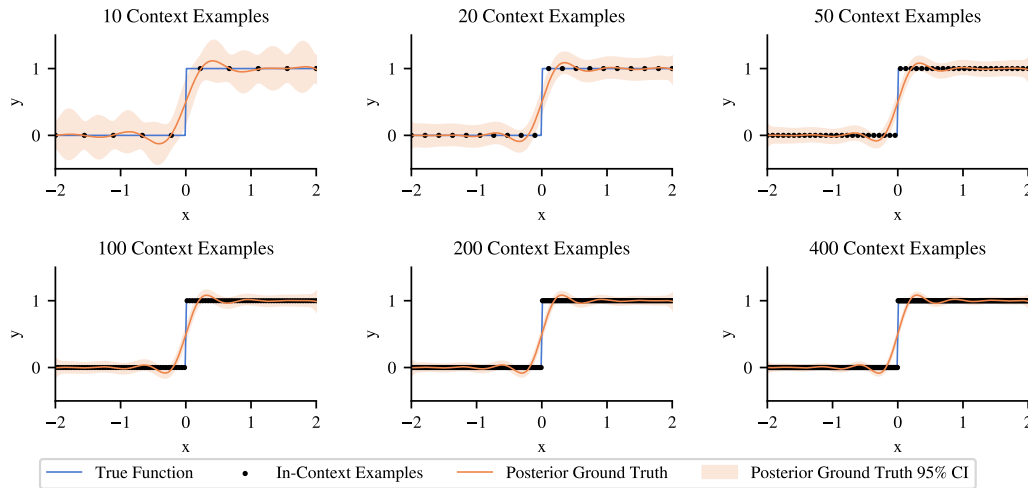 10 Context Examples
20 Context Examples
50 Context Examples
y
1
0
−2 −1 0 1 2
x
y
1
0
−2 −1 0 1 2
x
y
1
0
−2 −1 0 1 2
x
100 Context Examples
200 Context Examples
400 Context Examples
y
1
0
−2 −1 0 1 2
x
y
1
0
−2 −1 0 1 2
x
y
1
0
−2 −1 0 1 2
x
True Function
In-Context Examples
Posterior Ground Truth
Posterior Ground Truth 95% CI